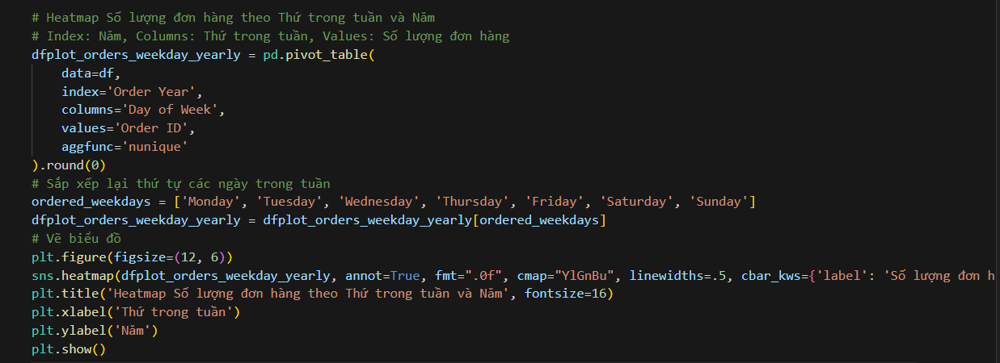 # Heatmap Số lượng đơn hàng theo Thứ trong tuần và Năm
# Index: Năm, Columns: Thứ trong tuần, Values: Số lượng đơn hàng
dfplot_orders_weekday_yearly = pd.pivot_table(
    data=df,
    index='Order Year',
    columns='Day of Week',
    values='Order ID',
    aggfunc='nunique'
).round(0)
# Sắp xếp lại thứ tự các ngày trong tuần
ordered_weekdays = ['Monday', 'Tuesday', 'Wednesday', 'Thursday', 'Friday', 'Saturday', 'Sunday']
dfplot_orders_weekday_yearly = dfplot_orders_weekday_yearly[ordered_weekdays]
# Vẽ biểu đồ
plt.figure(figsize=(12, 6))
sns.heatmap(dfplot_orders_weekday_yearly, annot=True, fmt=".0f", cmap="YlGnBu", linewidths=.5, cbar_kws={'label': 'Số lượng đơn h
plt.title('Heatmap Số lượng đơn hàng theo Thứ trong tuần và Năm', fontsize=16)
plt.xlabel('Thứ trong tuần')
plt.ylabel('Năm')
plt.show()